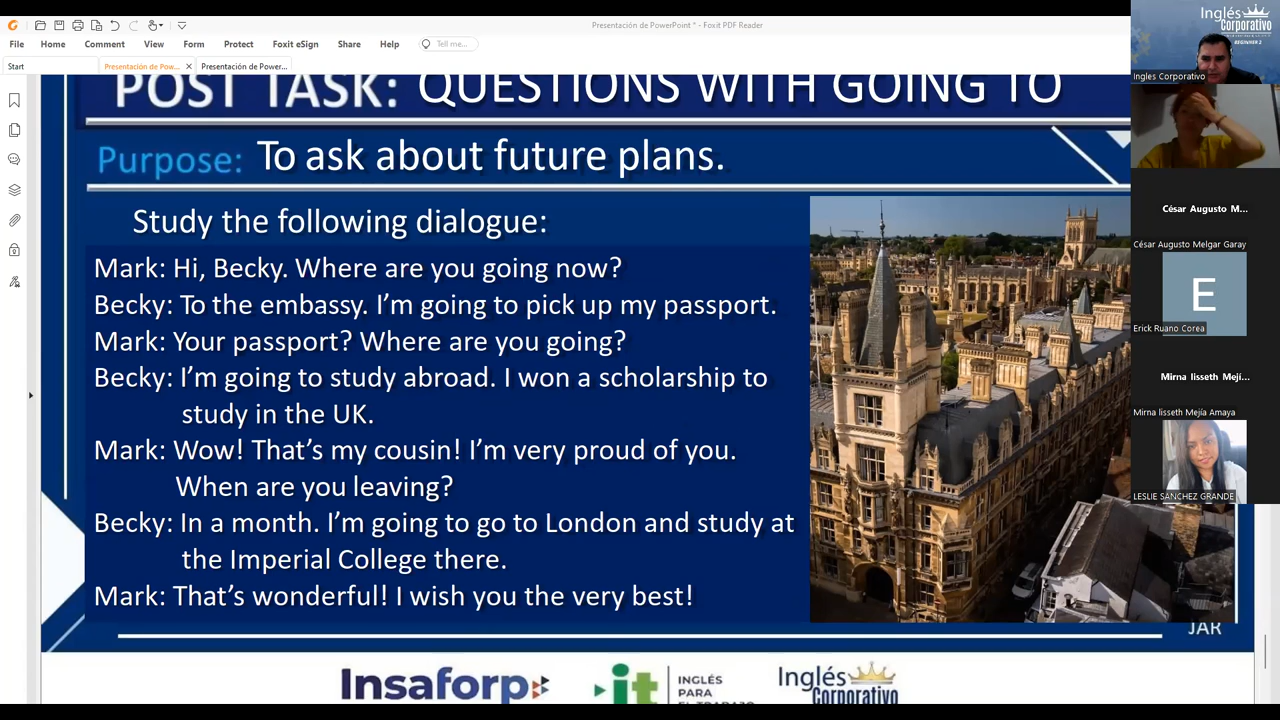 Presentación de PowerPoint * - Foxit PDF Reader
File Home Comment View Form Protect Foxit eSign Share Help Tell me...
Start Presentación de Pow... Presentación de Power...
POST TASK: QUESTIONS WITH GOING TO
Purpose: To ask about future plans.
Study the following dialogue:
Mark: Hi, Becky. Where are you going now?
Becky: To the embassy. I'm going to pick up my passport.
Mark: Your passport? Where are you going?
Becky: I'm going to study abroad. I won a scholarship to
study in the UK.
Mark: Wow! That's my cousin! I'm very proud of you.
When are you leaving?
Becky: In a month. I'm going to go to London and study at
the Imperial College there.
Mark: That's wonderful! I wish you the very best!
JAR
Insaforp
it
INGLÉS
PARA
EL TRABAJO
Inglés
Corporativo
Inglés
Corporativo
BEGINNER 2
Ingles Corporativo
César Augusto M...
César Augusto Melgar Garay
E
Erick Ruano Corea
Mirna lisseth Mejí...
Mirna lisseth Mejía Amaya
LESLIE SANCHEZ GRANDE